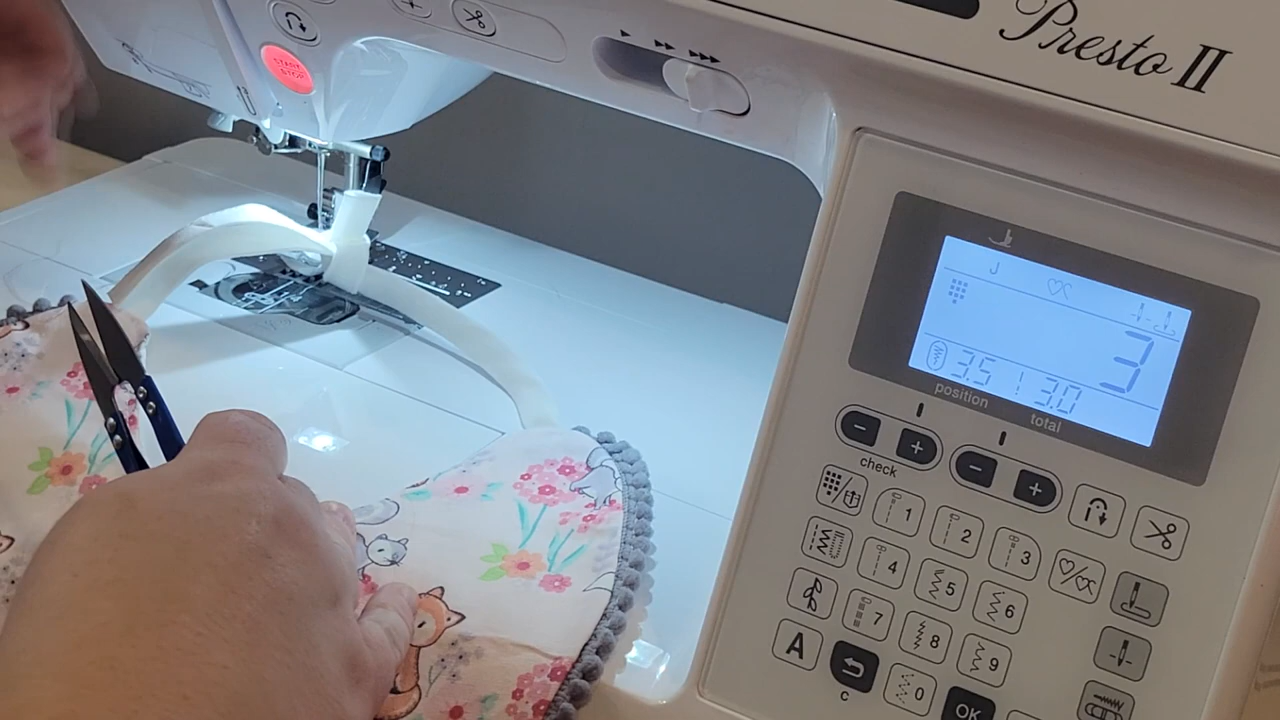 Presto II
START
STOP
J
3
3.5 3.0
position
total
- +
- +
check
1
2
3
4
5
6
7
8
9
A
C
0
OK